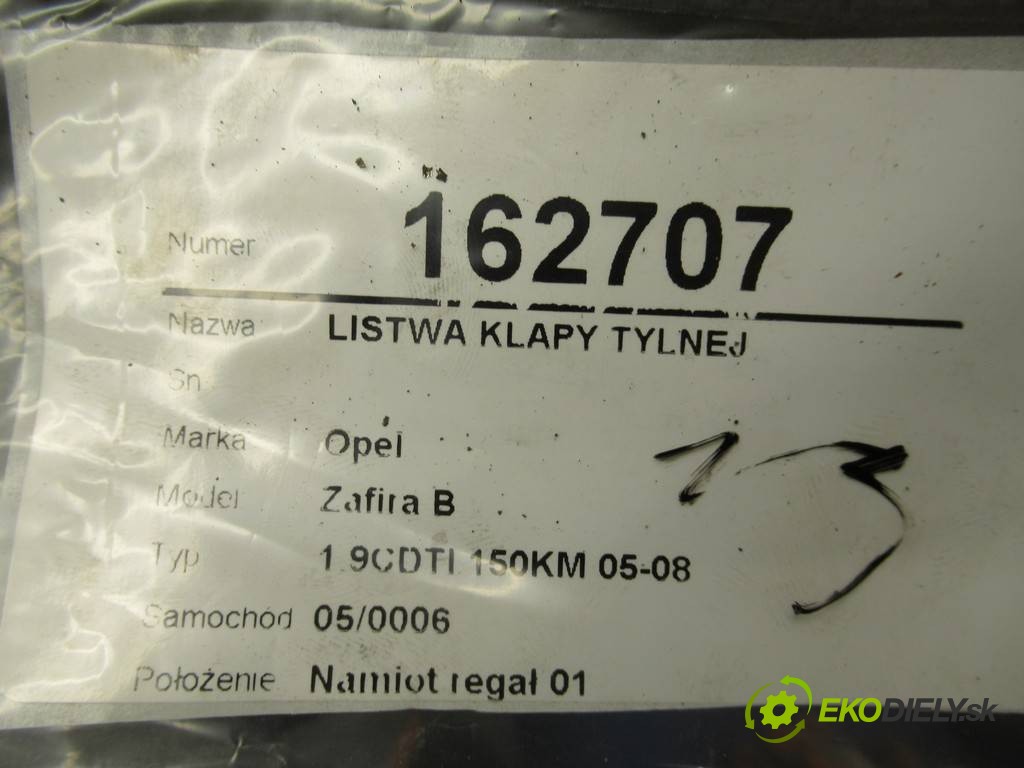 Numer 162707
Nazwa LISTWA KLAPY TYLNEJ
Sn
Marka Opel
Model Zafira B
Typ 1.9CDTI 150KM 05-08
Samochód 05/0006
Położenie Namiot regał 01
13
EKODIELY.sk